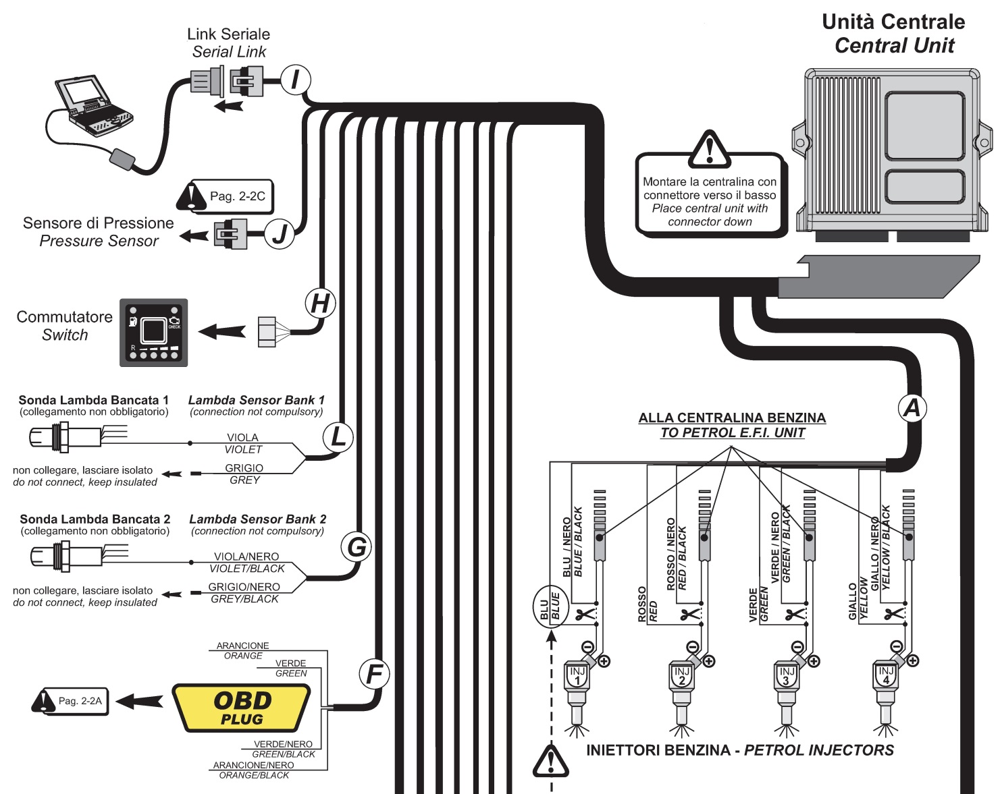 Unità Centrale
Central Unit
Link Seriale
Serial Link
I
Montare la centralina con
connettore verso il basso
Place central unit with
connector down
Pag. 2-2C
Sensore di Pressione
Pressure Sensor
J
Commutatore
Switch
CHECK
R
H
Sonda Lambda Bancata 1
(collegamento non obbligatorio)
Lambda Sensor Bank 1
(connection not compulsory)
VIOLA
VIOLET
GRIGIO
GREY
L
non collegare, lasciare isolato
do not connect, keep insulated
Sonda Lambda Bancata 2
(collegamento non obbligatorio)
Lambda Sensor Bank 2
(connection not compulsory)
VIOLA/NERO
VIOLET/BLACK
GRIGIO/NERO
GREY/BLACK
G
non collegare, lasciare isolato
do not connect, keep insulated
ARANCIONE
ORANGE
VERDE
GREEN
F
Pag. 2-2A
OBD
PLUG
VERDE/NERO
GREEN/BLACK
ARANCIONE/NERO
ORANGE/BLACK
A
ALLA CENTRALINA BENZINA
TO PETROL E.F.I. UNIT
BLU
BLUE
BLU / NERO
BLUE / BLACK
ROSSO
RED
ROSSO / NERO
RED / BLACK
VERDE
GREEN
VERDE / NERO
GREEN / BLACK
GIALLO
YELLOW
GIALLO / NERO
YELLOW / BLACK
INJ
1
INJ
2
INJ
3
INJ
4
INIETTORI BENZINA - PETROL INJECTORS